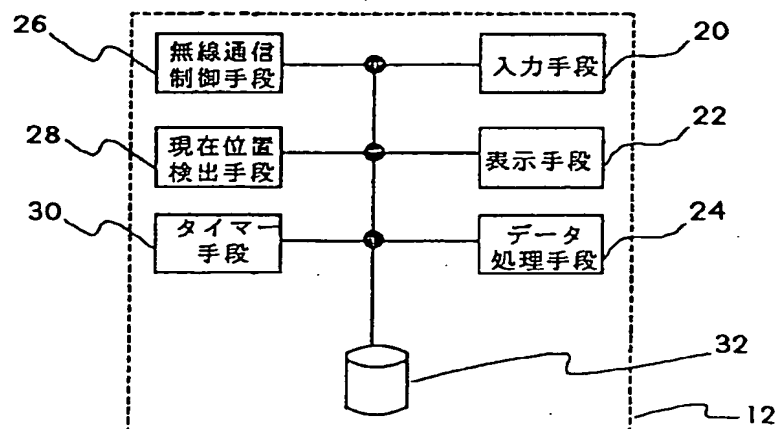 26
無線通信
制御手段
入力手段
20
28
現在位置
検出手段
表示手段
22
30
タイマー
手段
データ
処理手段
24
32
12